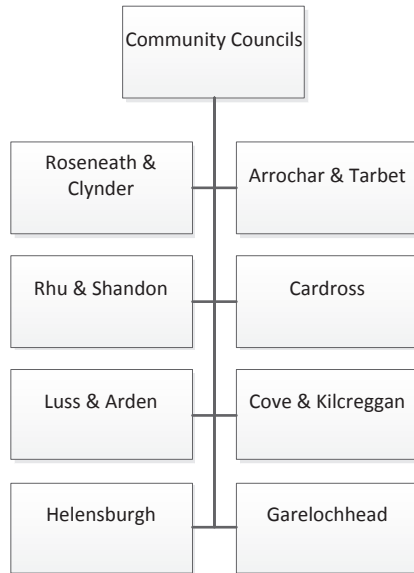 Community Councils
Roseneath &
Clynder
Arrochar & Tarbet
Rhu & Shandon
Cardross
Luss & Arden
Cove & Kilcreggan
Helensburgh
Garelochhead